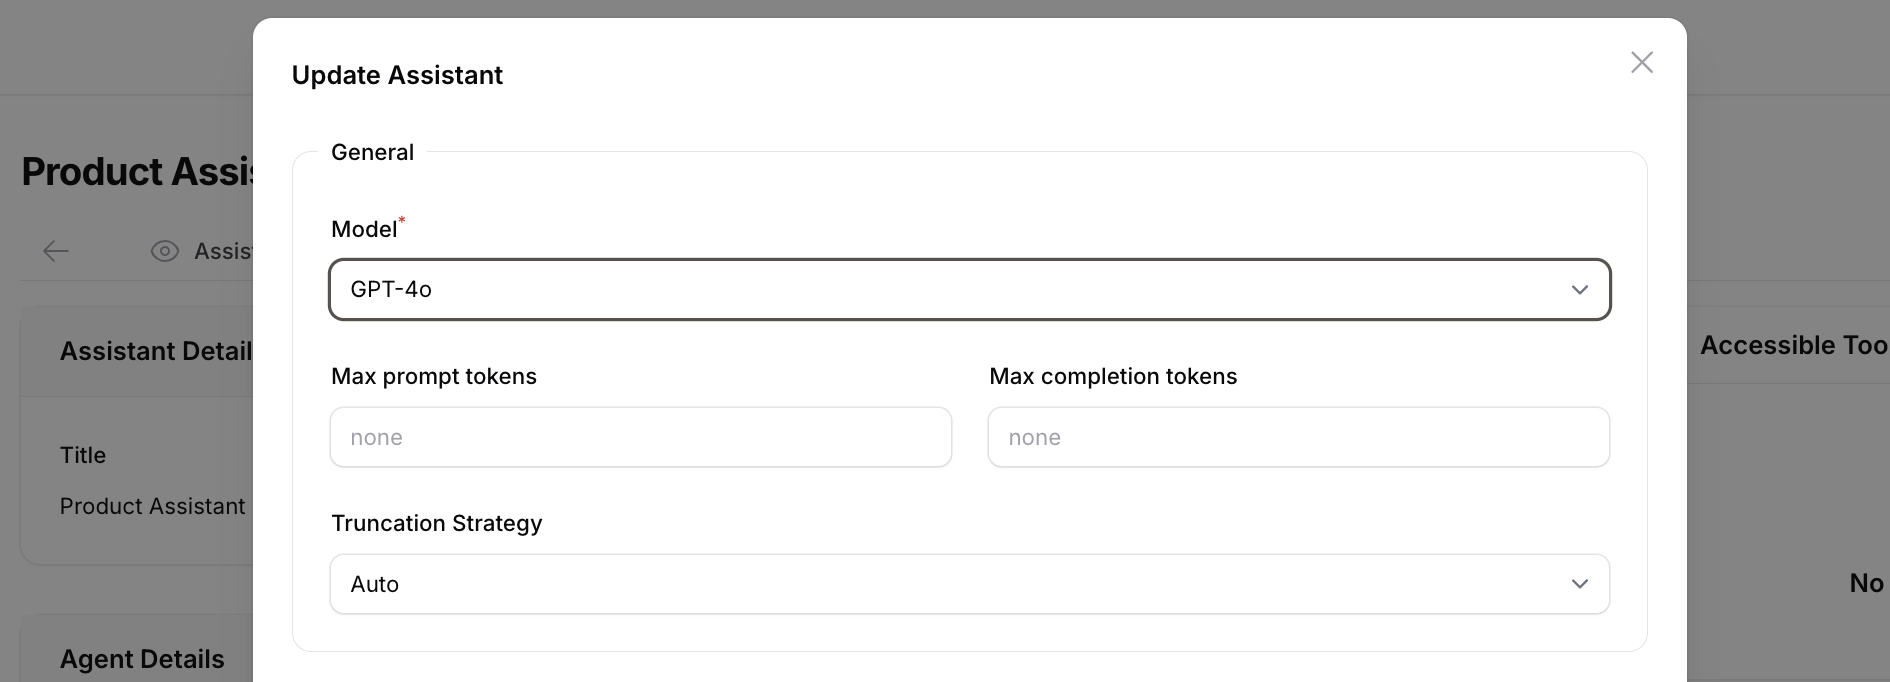 Update Assistant
General
Product Assis
Model*
Assist
GPT-4o
Assistant Detail
Accessible Too
Max prompt tokens
Max completion tokens
none
none
Title
Product Assistant
Truncation Strategy
Auto
No
Agent Details